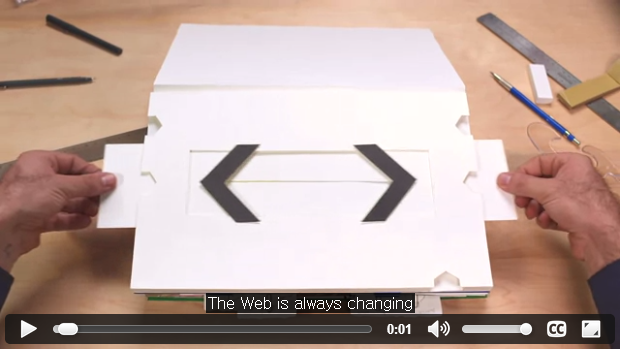 The Web is always changing
0:01
CC